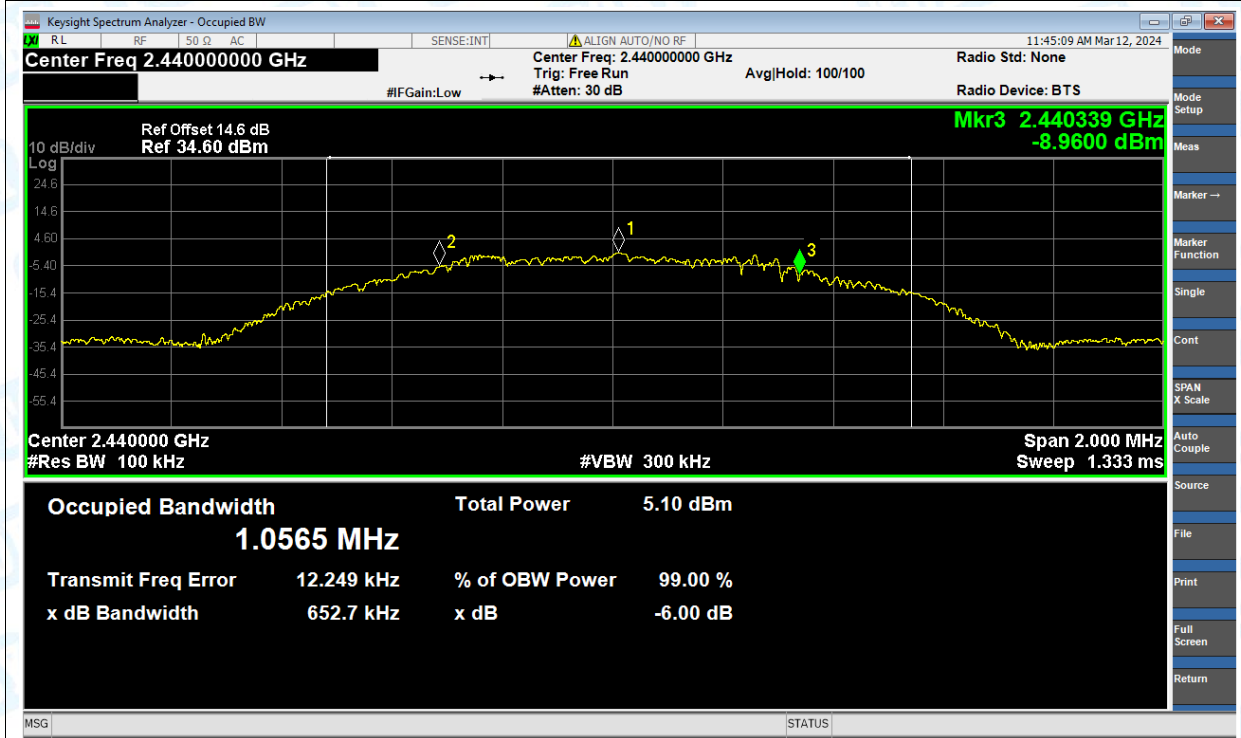 Keysight Spectrum Analyzer - Occupied BW
LXI RL RF 50 Ω AC SENSE:INT ALIGN AUTO/NO RF 11:45:09 AM Mar 12, 2024
Center Freq 2.440000000 GHz
Center Freq: 2.440000000 GHz
Radio Std: None
Trig: Free Run
Avg|Hold: 100/100
#IFGain:Low
#Atten: 30 dB
Radio Device: BTS
Mkr3 2.440339 GHz
-8.9600 dBm
Ref Offset 14.6 dB
10 dB/div Ref 34.60 dBm
Log
24.6
14.6
4.60
-5.40
-15.4
-25.4
-35.4
-45.4
-55.4
1
2
3
Center 2.440000 GHz Span 2.000 MHz
#Res BW 100 kHz #VBW 300 kHz Sweep 1.333 ms
Occupied Bandwidth
1.0565 MHz
Total Power 5.10 dBm
Transmit Freq Error 12.249 kHz % of OBW Power 99.00 %
x dB Bandwidth 652.7 kHz x dB -6.00 dB
MSG STATUS
Mode
Mode
Setup
Meas
Marker →
Marker
Function
Single
Cont
SPAN
X Scale
Auto
Couple
Source
File
Print
Full
Screen
Return